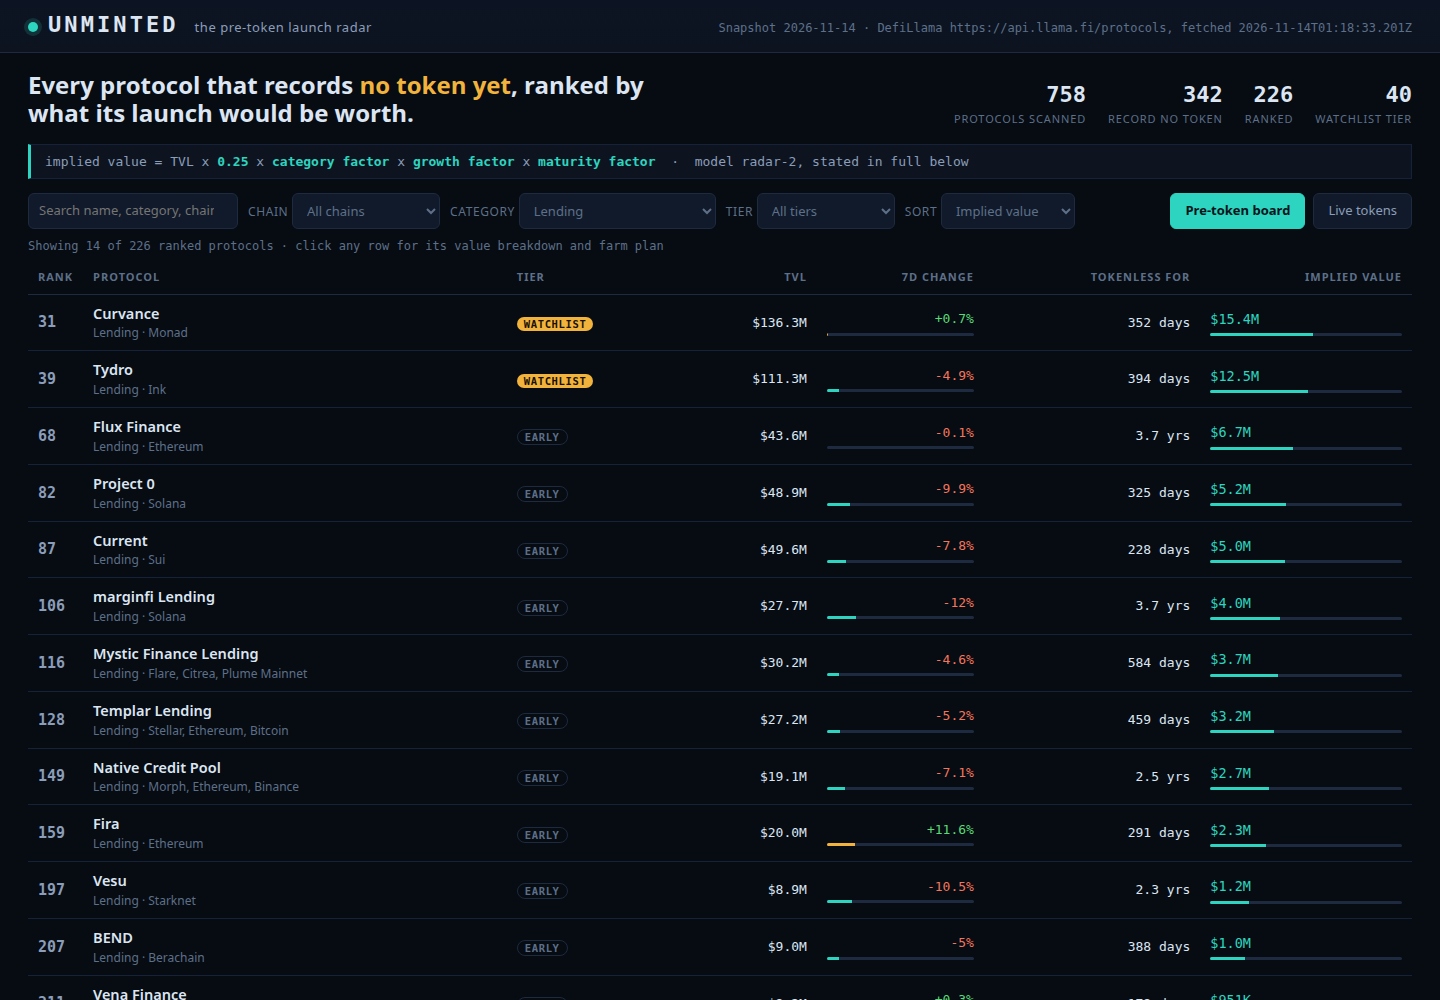 UNMINTED the pre-token launch radar Snapshot 2026-11-14 · DefiLlama https://api.llama.fi/protocols, fetched 2026-11-14T01:18:33.201Z
Every protocol that records no token yet, ranked by
what its launch would be worth.
758 342 226 40
PROTOCOLS SCANNED RECORD NO TOKEN RANKED WATCHLIST TIER
implied value = TVL x 0.25 x category factor x growth factor x maturity factor · model radar-2, stated in full below
Search name, category, chair CHAIN All chains CATEGORY Lending TIER All tiers SORT Implied value Pre-token board Live tokens
Showing 14 of 226 ranked protocols · click any row for its value breakdown and farm plan
RANK PROTOCOL TIER TVL 7D CHANGE TOKENLESS FOR IMPLIED VALUE
31 Curvance WATCHLIST $136.3M +0.7% 352 days $15.4M
Lending · Monad
39 Tydro WATCHLIST $111.3M -4.9% 394 days $12.5M
Lending · Ink
68 Flux Finance EARLY $43.6M -0.1% 3.7 yrs $6.7M
Lending · Ethereum
82 Project 0 EARLY $48.9M -9.9% 325 days $5.2M
Lending · Solana
87 Current EARLY $49.6M -7.8% 228 days $5.0M
Lending · Sui
106 marginfi Lending EARLY $27.7M -12% 3.7 yrs $4.0M
Lending · Solana
116 Mystic Finance Lending EARLY $30.2M -4.6% 584 days $3.7M
Lending · Flare, Citrea, Plume Mainnet
128 Templar Lending EARLY $27.2M -5.2% 459 days $3.2M
Lending · Stellar, Ethereum, Bitcoin
149 Native Credit Pool EARLY $19.1M -7.1% 2.5 yrs $2.7M
Lending · Morph, Ethereum, Binance
159 Fira EARLY $20.0M +11.6% 291 days $2.3M
Lending · Ethereum
197 Vesu EARLY $8.9M -10.5% 2.3 yrs $1.2M
Lending · Starknet
207 BEND EARLY $9.0M -5% 388 days $1.0M
Lending · Berachain
Vena Finance +0.3% $951K